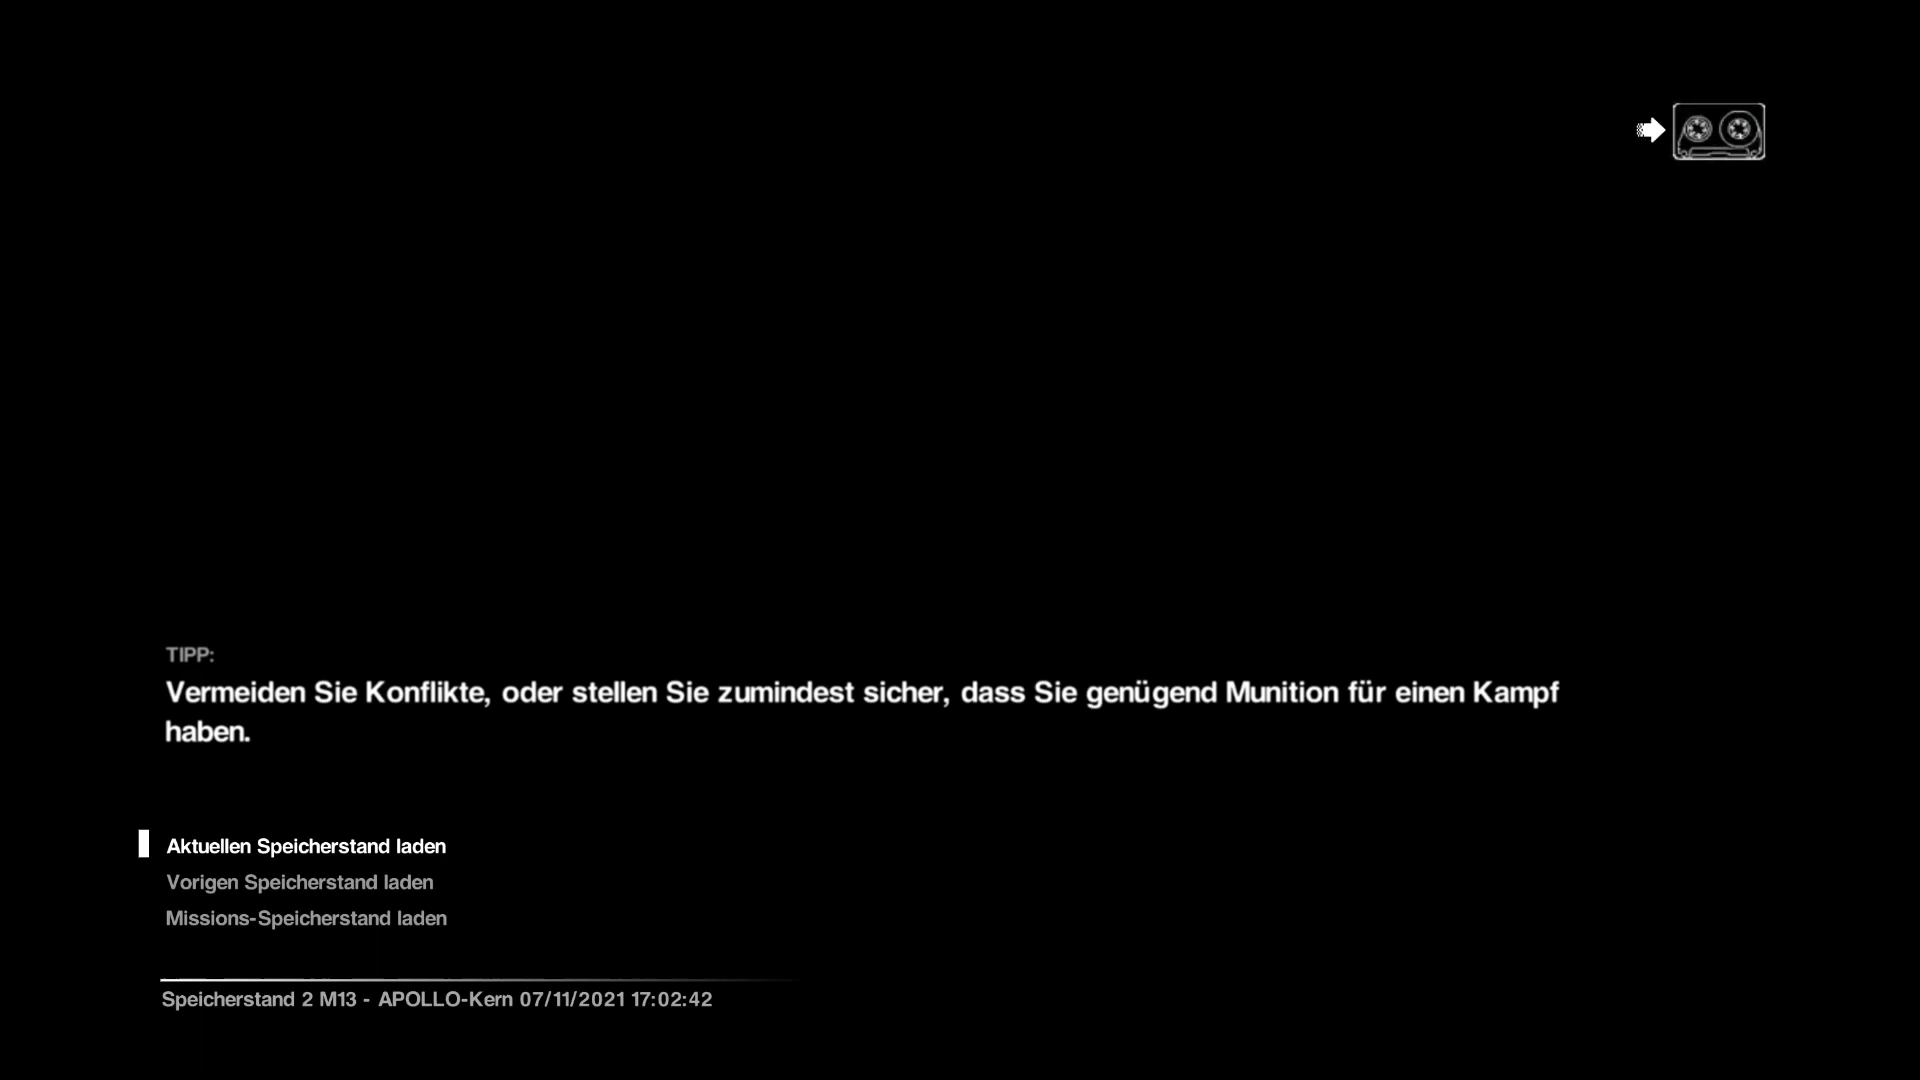 TIPP:
Vermeiden Sie Konflikte, oder stellen Sie zumindest sicher, dass Sie genügend Munition für einen Kampf
haben.
Aktuellen Speicherstand laden
Vorigen Speicherstand laden
Missions-Speicherstand laden
Speicherstand 2 M13 - APOLLO-Kern 07/11/2021 17:02:42